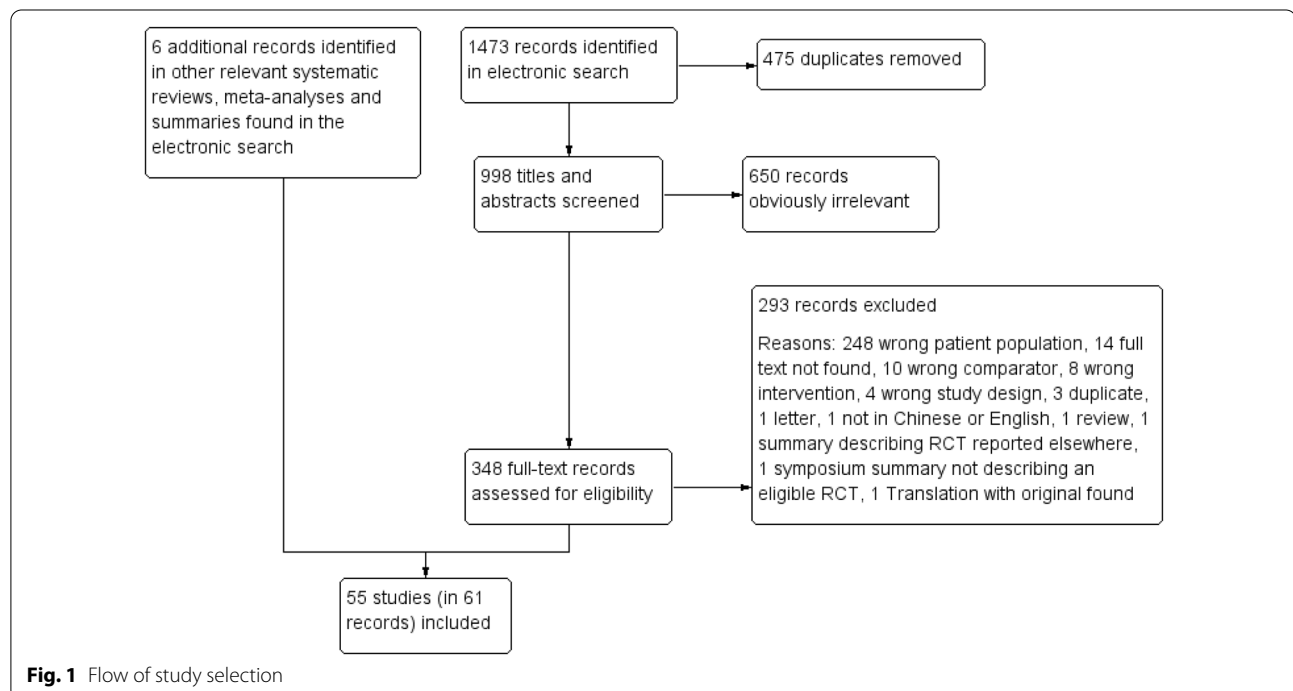 6 additional records identified
in other relevant systematic
reviews, meta-analyses and
summaries found in the
electronic search
1473 records identified
in electronic search
475 duplicates removed
998 titles and
abstracts screened
650 records
obviously irrelevant
293 records excluded
Reasons: 248 wrong patient population, 14 full
text not found, 10 wrong comparator, 8 wrong
intervention, 4 wrong study design, 3 duplicate,
1 letter, 1 not in Chinese or English, 1 review, 1
summary describing RCT reported elsewhere,
1 symposium summary not describing an
eligible RCT, 1 Translation with original found
348 full-text records
assessed for eligibility
55 studies (in 61
records) included
Fig. 1 Flow of study selection